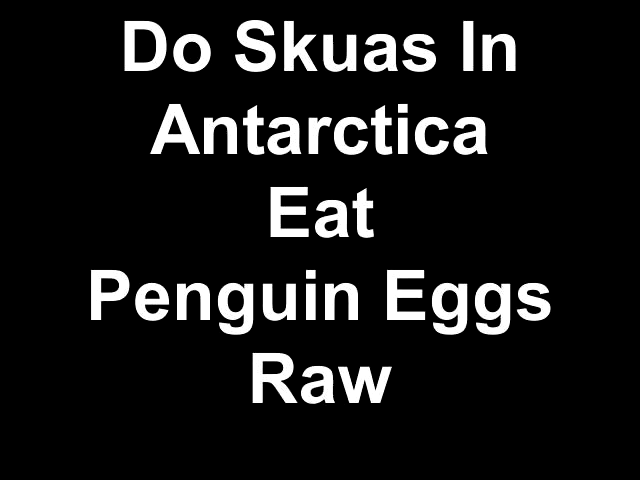 Do Skuas In
Antarctica
Eat
Penguin Eggs
Raw